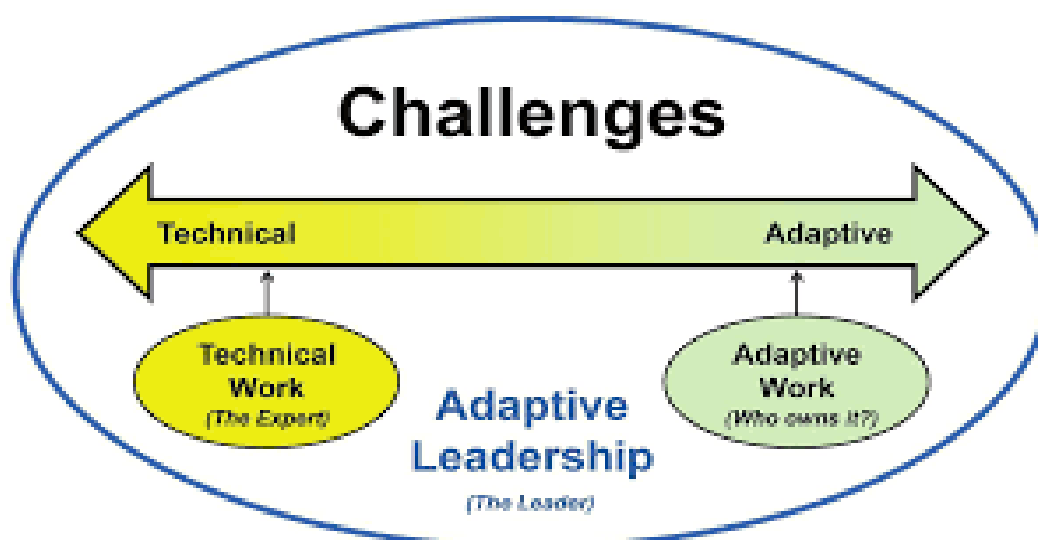 Challenges
Technical
Adaptive
Technical
Work
(The Expert)
Adaptive
Leadership
(The Leader)
Adaptive
Work
(Who owns it?)